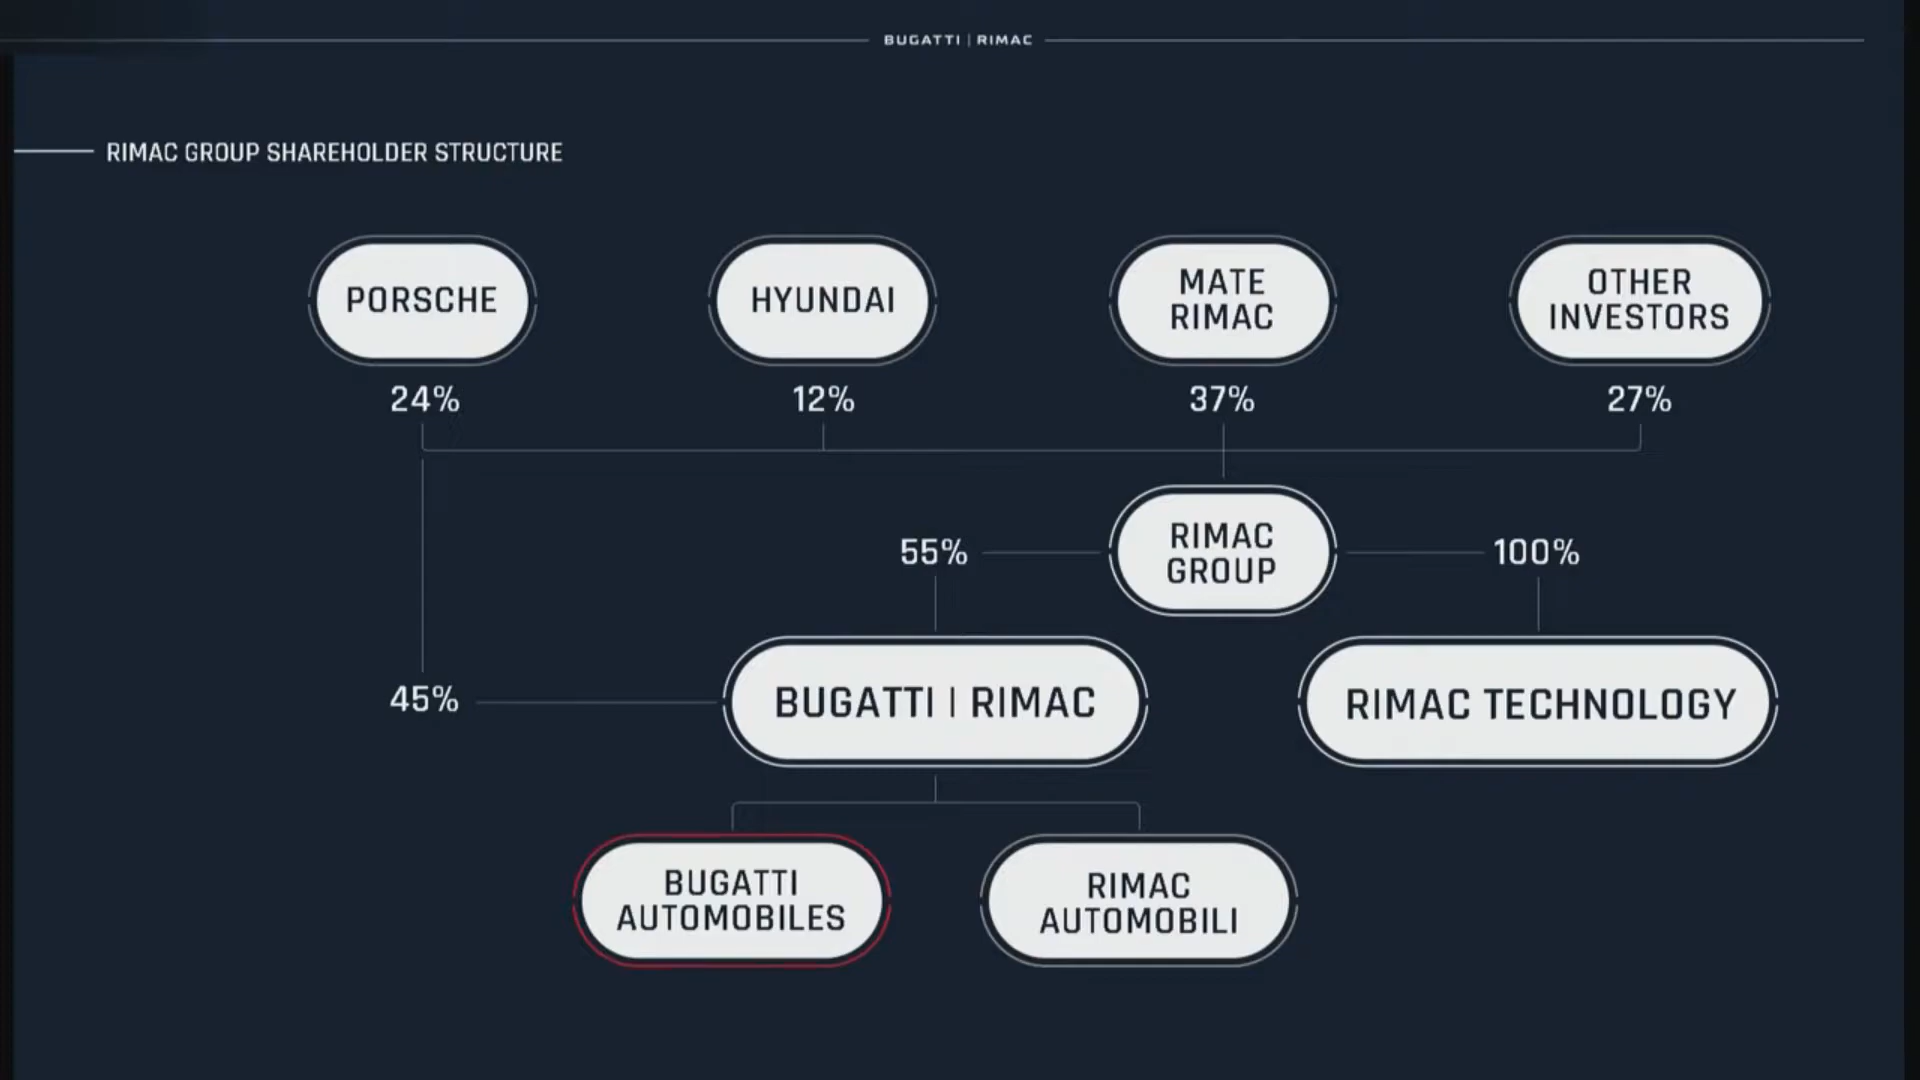 BUGATTI | RIMAC
RIMAC GROUP SHAREHOLDER STRUCTURE
PORSCHE
HYUNDAI
MATE
RIMAC
OTHER
INVESTORS
24%
12%
37%
27%
55%
RIMAC
GROUP
100%
45%
BUGATTI | RIMAC
RIMAC TECHNOLOGY
BUGATTI
AUTOMOBILES
RIMAC
AUTOMOBILI